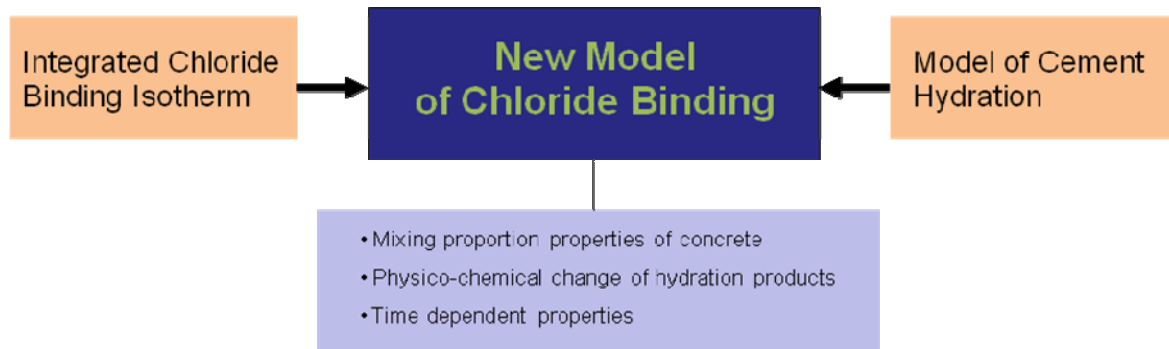 Integrated Chloride
Binding Isotherm
New Model
of Chloride Binding
Model of Cement
Hydration
• Mixing proportion properties of concrete
• Physico-chemical change of hydration products
• Time dependent properties